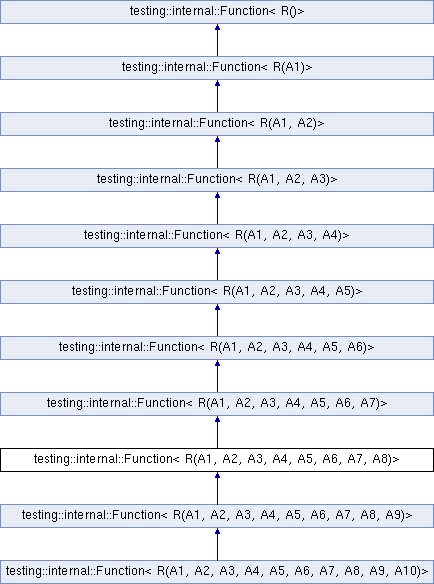 testing::internal::Function< R()>
testing::internal::Function< R(A1)>
testing::internal::Function< R(A1, A2)>
testing::internal::Function< R(A1, A2, A3)>
testing::internal::Function< R(A1, A2, A3, A4)>
testing::internal::Function< R(A1, A2, A3, A4, A5)>
testing::internal::Function< R(A1, A2, A3, A4, A5, A6)>
testing::internal::Function< R(A1, A2, A3, A4, A5, A6, A7)>
testing::internal::Function< R(A1, A2, A3, A4, A5, A6, A7, A8)>
testing::internal::Function< R(A1, A2, A3, A4, A5, A6, A7, A8, A9)>
testing::internal::Function< R(A1, A2, A3, A4, A5, A6, A7, A8, A9, A10)>